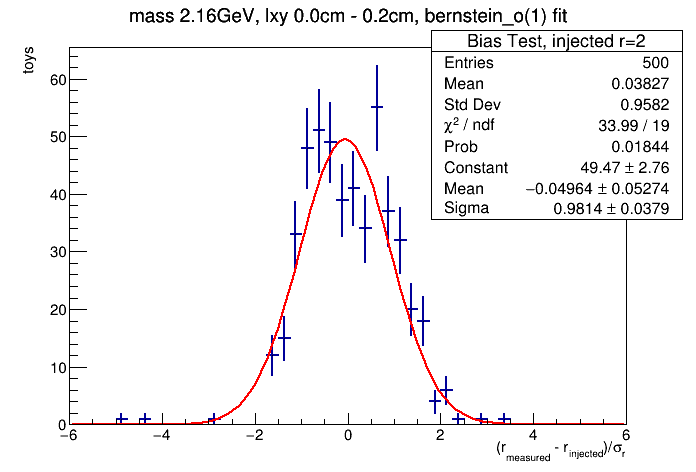 mass 2.16GeV, lxy 0.0cm - 0.2cm, bernstein_o(1) fit
toys
Bias Test, injected r=2
Entries 500
Mean 0.03827
Std Dev 0.9582
χ² / ndf 33.99 / 19
Prob 0.01844
Constant 49.47 ± 2.76
Mean −0.04964 ± 0.05274
Sigma 0.9814 ± 0.0379
60
50
40
30
20
10
0
−6 −4 −2 0 2 4 6
(r_measured - r_injected)/σ_r